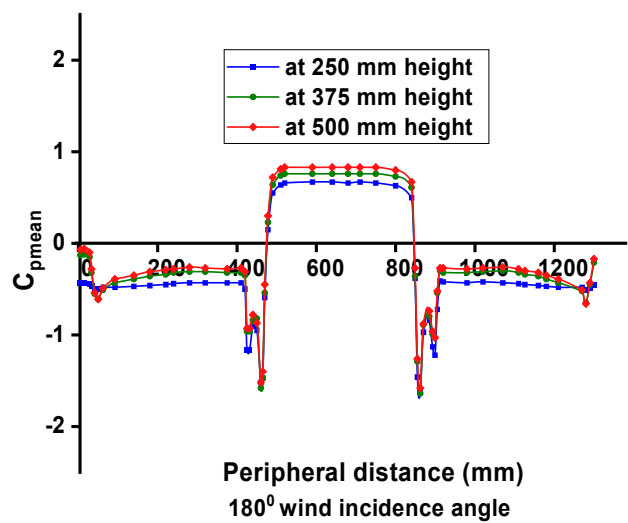 2
at 250 mm height
at 375 mm height
at 500 mm height
1
0
0 200 400 600 800 1000 1200
-1
-2
Cpmean
Peripheral distance (mm)
180⁰ wind incidence angle